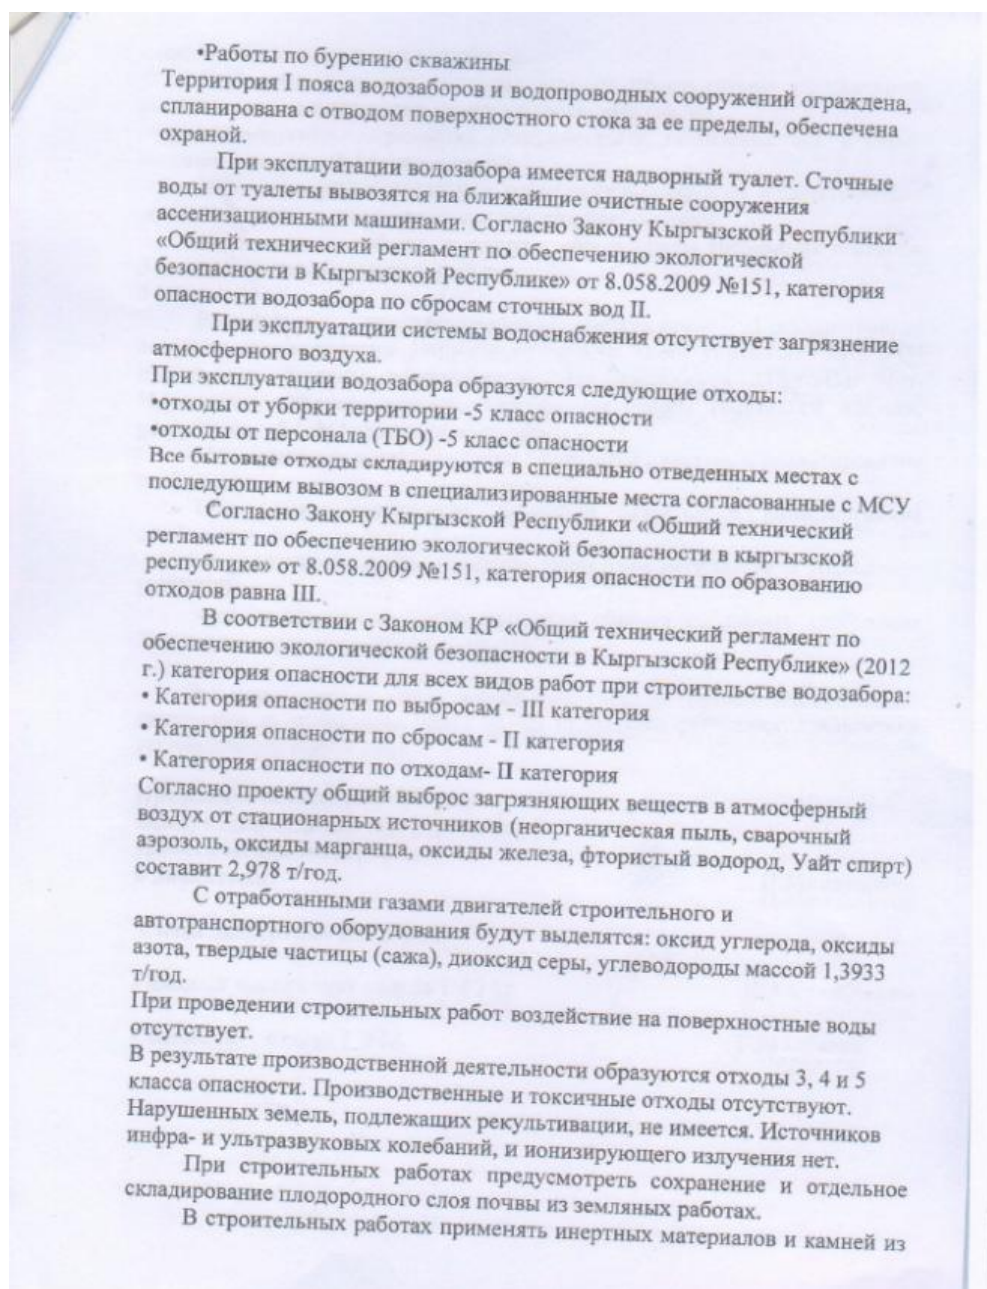 •Работы по бурению скважины
Территория I пояса водозаборов и водопроводных сооружений ограждена,
спланирована с отводом поверхностного стока за ее пределы, обеспечена
охраной.
При эксплуатации водозабора имеется надворный туалет. Сточные
воды от туалеты вывозятся на ближайшие очистные сооружения
ассенизационными машинами. Согласно Закону Кыргызской Республики
«Общий технический регламент по обеспечению экологической
безопасности в Кыргызской Республике» от 8.058.2009 №151, категория
опасности водозабора по сбросам сточных вод II.
При эксплуатации системы водоснабжения отсутствует загрязнение
атмосферного воздуха.
При эксплуатации водозабора образуются следующие отходы:
•отходы от уборки территории -5 класс опасности
•отходы от персонала (ТБО) -5 класс опасности
Все бытовые отходы складируются в специально отведенных местах с
последующим вывозом в специализированные места согласованные с МСУ
Согласно Закону Кыргызской Республики «Общий технический
регламент по обеспечению экологической безопасности в кыргызской
республике» от 8.058.2009 №151, категория опасности по образованию
отходов равна III.
В соответствии с Законом КР «Общий технический регламент по
обеспечению экологической безопасности в Кыргызской Республике» (2012
г.) категория опасности для всех видов работ при строительстве водозабора:
• Категория опасности по выбросам - III категория
• Категория опасности по сбросам - II категория
• Категория опасности по отходам- II категория
Согласно проекту общий выброс загрязняющих веществ в атмосферный
воздух от стационарных источников (неорганическая пыль, сварочный
аэрозоль, оксиды марганца, оксиды железа, фтористый водород, Уайт спирт)
составит 2,978 т/год.
С отработанными газами двигателей строительного и
автотранспортного оборудования будут выделятся: оксид углерода, оксиды
азота, твердые частицы (сажа), диоксид серы, углеводороды массой 1,3933
т/год.
При проведении строительных работ воздействие на поверхностные воды
отсутствует.
В результате производственной деятельности образуются отходы 3, 4 и 5
класса опасности. Производственные и токсичные отходы отсутствуют.
Нарушенных земель, подлежащих рекультивации, не имеется. Источников
инфра- и ультразвуковых колебаний, и ионизирующего излучения нет.
При строительных работах предусмотреть сохранение и отдельное
складирование плодородного слоя почвы из земляных работах.
В строительных работах применять инертных материалов и камней из